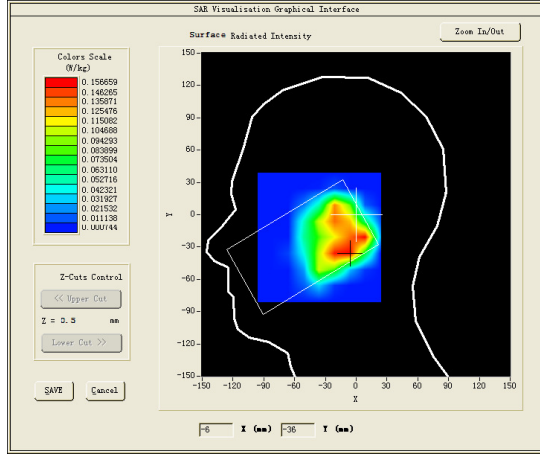 SAR Visualisation Graphical Interface
Surface Radiated Intensity
Zoom In/Out
Colors Scale
(W/kg)
0.156659
0.146265
0.135871
0.125476
0.115082
0.104688
0.094293
0.083899
0.073504
0.063110
0.052716
0.042321
0.031927
0.021532
0.011138
0.000744
150
120
90
60
30
0
-30
-60
-90
-120
-150
Y
-150 -120 -90 -60 -30 0 30 60 90 120 150
X
Z-Cuts Control
<< Upper Cut
Z = 0.5 mm
Lower Cut >>
SAVE Cancel
-6 X (mm) -36 Y (mm)